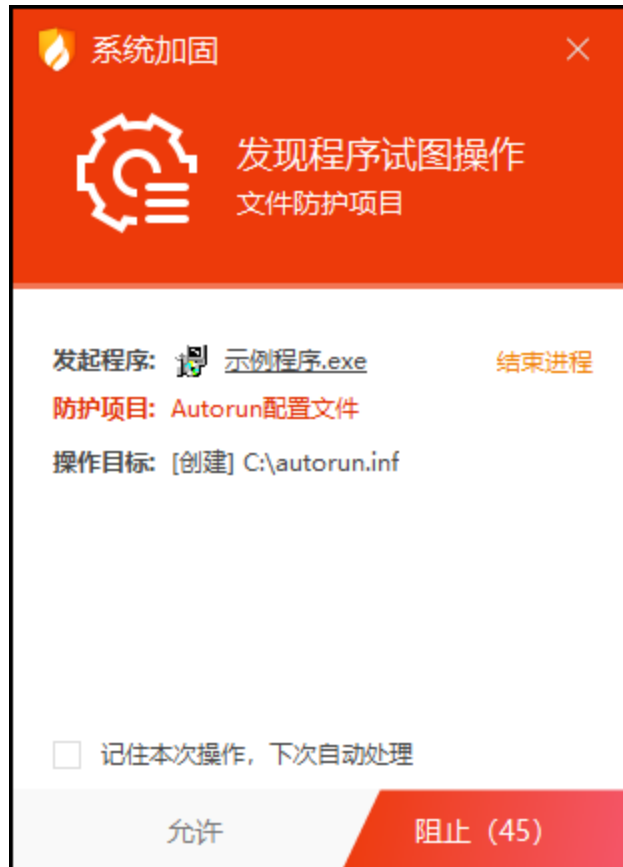 系统加固
发现程序试图操作
文件防护项目
发起程序: 示例程序.exe 结束进程
防护项目: Autorun配置文件
操作目标: [创建] C:\autorun.inf
记住本次操作，下次自动处理
允许 阻止（45）